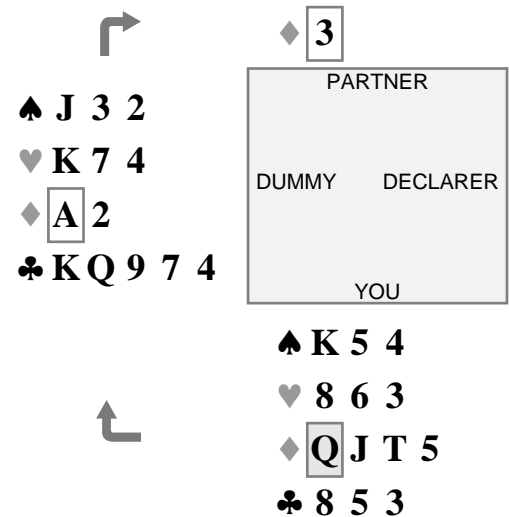 ♦ 3
PARTNER
♠ J 3 2
♥ K 7 4
DUMMY DECLARER
♦ A 2
♣ K Q 9 7 4
YOU
♠ K 5 4
♥ 8 6 3
♦ Q J T 5
♣ 8 5 3